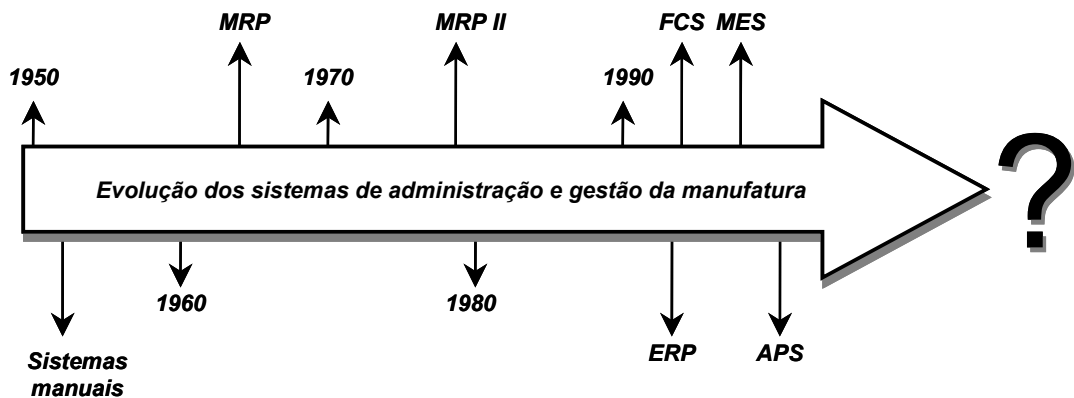 MRP MRP II FCS MES
1950 1970 1990
Evolução dos sistemas de administração e gestão da manufatura
?
1960 1980
Sistemas manuais ERP APS